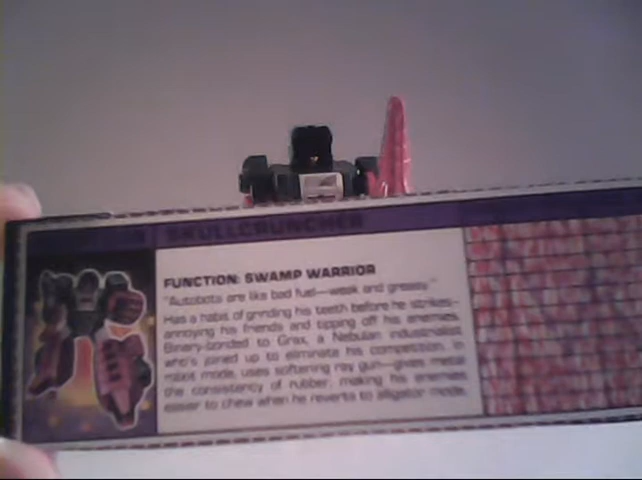 SKULLCRUNCHER
FUNCTION: SWAMP WARRIOR
"Autobots are like bad fuel—weak and greasy."
Has a habit of grinding his teeth before he strikes–
annoying his friends and tipping off his enemies.
Binary-bonded to Grax, a Nebulan industrialist
who's joined up to eliminate his competition. In
robot mode, uses softening ray gun—gives metal
the consistency of rubber, making his enemies
easier to chew when he reverts to alligator mode.